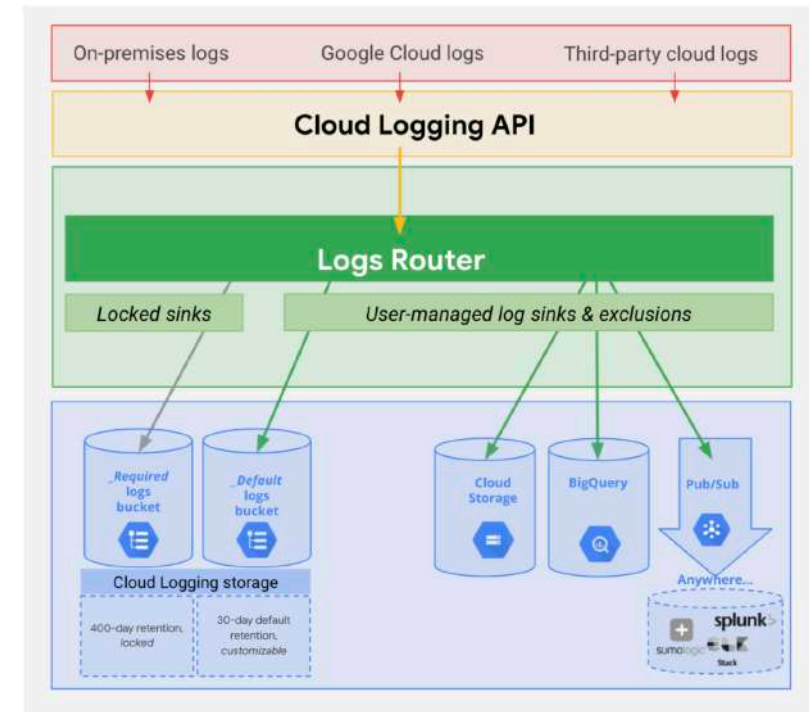 On-premises logs
Google Cloud logs
Third-party cloud logs
Cloud Logging API
Logs Router
Locked sinks
User-managed log sinks & exclusions
_Required
logs
bucket
_Default
logs
bucket
Cloud
Storage
BigQuery
Pub/Sub
Cloud Logging storage
400-day retention,
locked
30-day default
retention,
customizable
Anywhere...
splunk>
sumologic
Stack